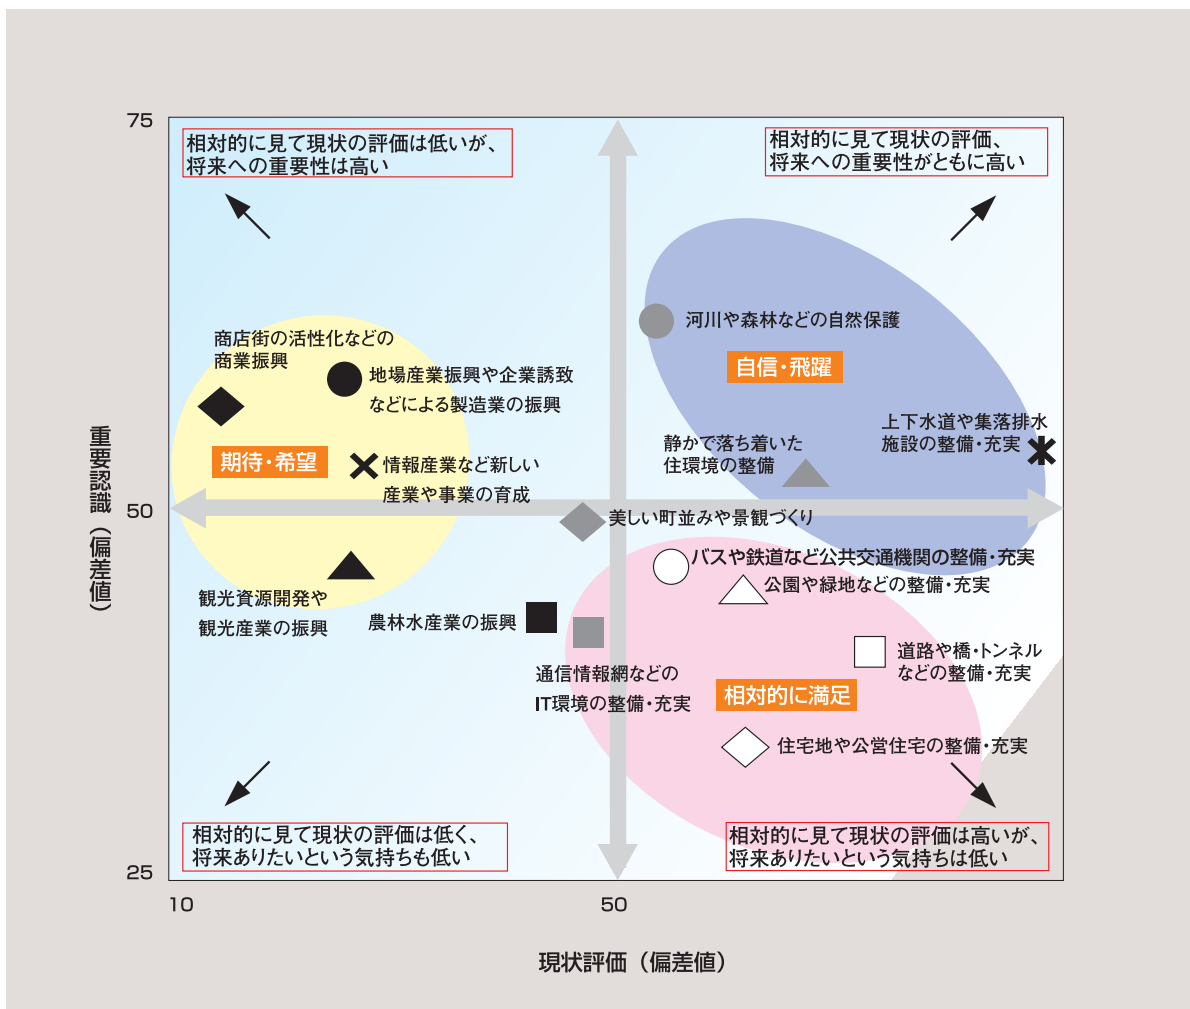 75
相対的に見て現状の評価は低いが、
将来への重要性は高い
相対的に見て現状の評価、
将来への重要性がともに高い
河川や森林などの自然保護
商店街の活性化などの
商業振興
自信・飛躍
地場産業振興や企業誘致
などによる製造業の振興
上下水道や集落排水
施設の整備・充実
静かで落ち着いた
住環境の整備
期待・希望
情報産業など新しい
産業や事業の育成
重要認識（偏差値）
50
美しい町並みや景観づくり
バスや鉄道など公共交通機関の整備・充実
公園や緑地などの整備・充実
観光資源開発や
観光産業の振興
農林水産業の振興
道路や橋・トンネル
などの整備・充実
通信情報網などの
IT環境の整備・充実
相対的に満足
住宅地や公営住宅の整備・充実
相対的に見て現状の評価は低く、
将来ありたいという気持ちも低い
相対的に見て現状の評価は高いが、
将来ありたいという気持ちは低い
25
10
50
現状評価（偏差値）